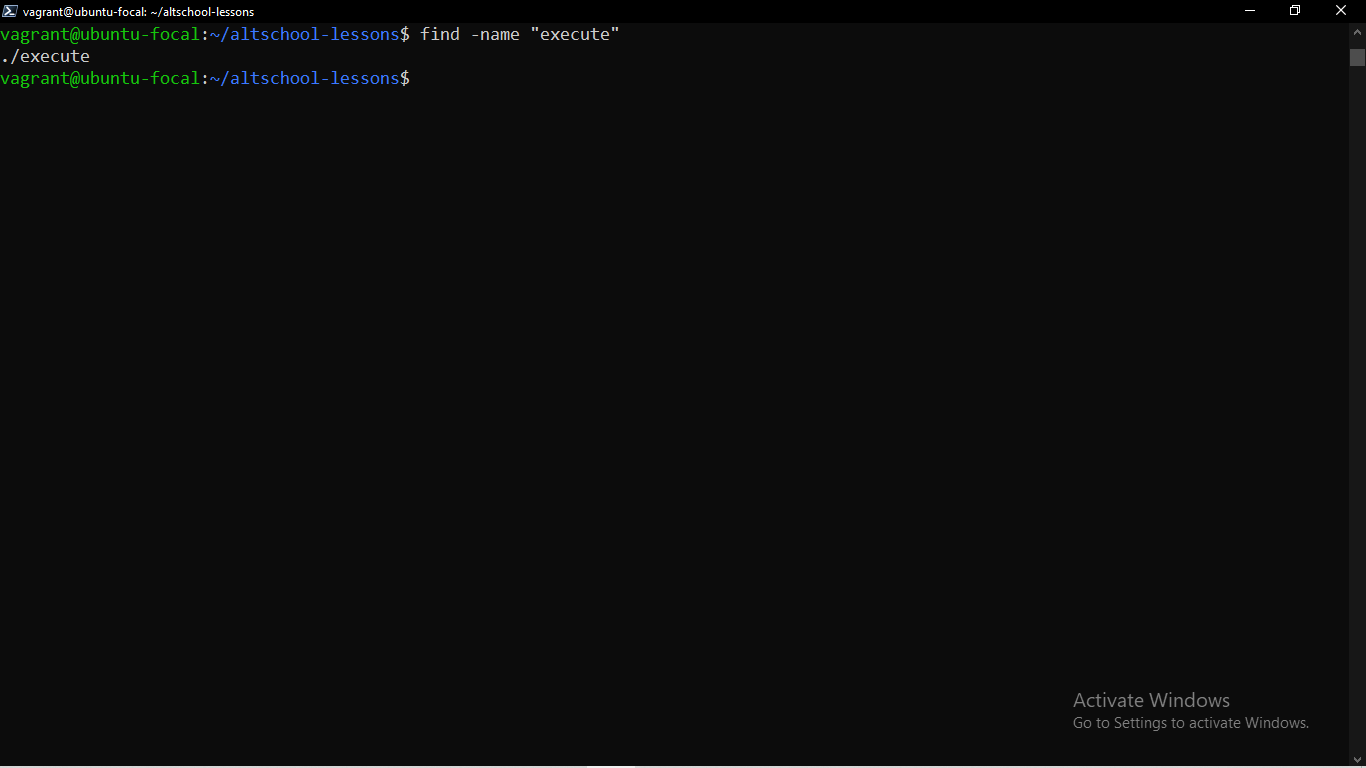 vagrant@ubuntu-focal: ~/altschool-lessons
vagrant@ubuntu-focal:~/altschool-lessons$ find -name "execute"
./execute
vagrant@ubuntu-focal:~/altschool-lessons$
Activate Windows
Go to Settings to activate Windows.